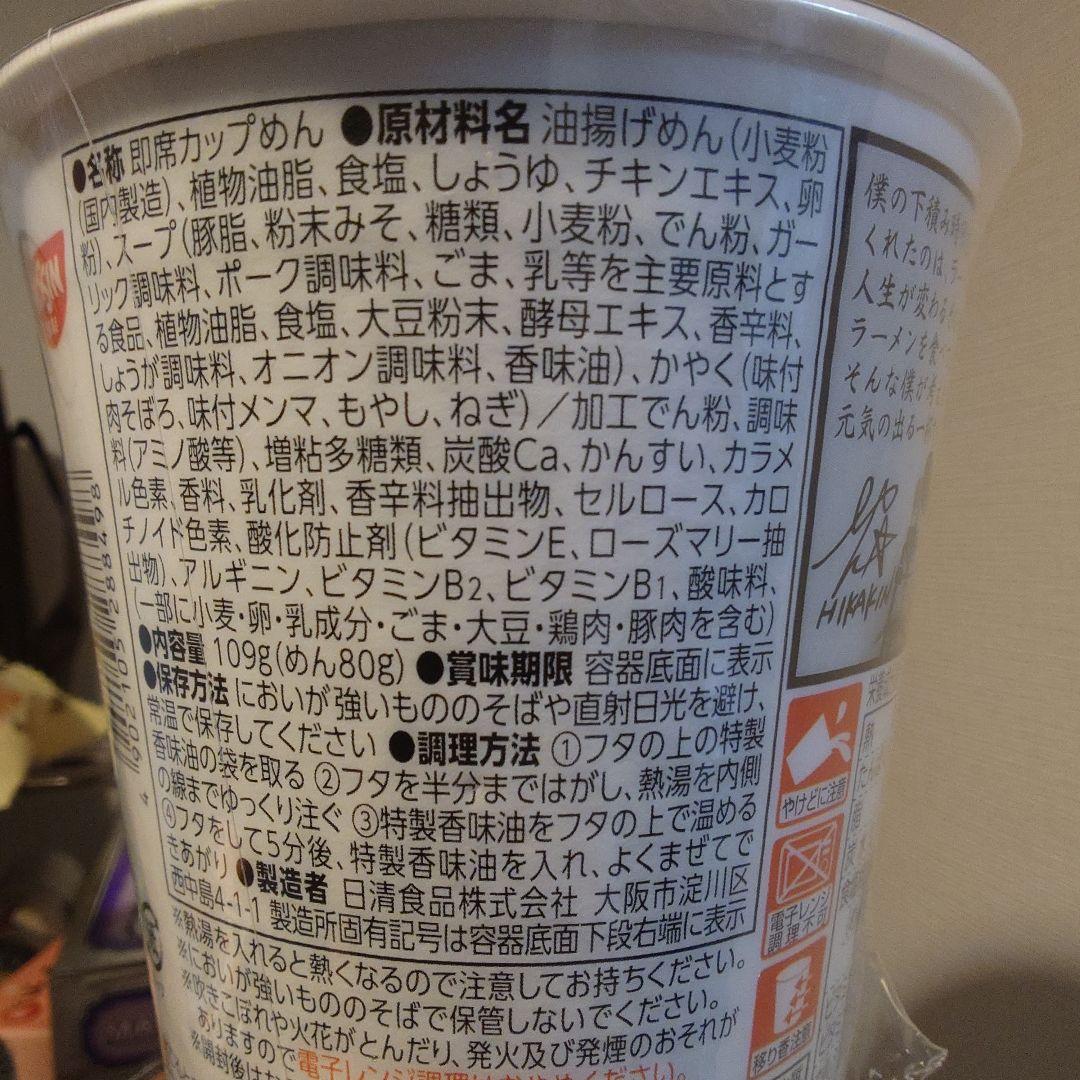 ●名称 即席カップめん ●原材料名 油揚げめん(小麦粉
(国内製造)、植物油脂、食塩、しょうゆ、チキンエキス、卵
粉)、スープ(豚脂、粉末みそ、糖類、小麦粉、でん粉、ガー
リック調味料、ポーク調味料、ごま、乳等を主要原料とす
る食品、植物油脂、食塩、大豆粉末、酵母エキス、香辛料、
しょうが調味料、オニオン調味料、香味油)、かやく(味付
肉そぼろ、味付メンマ、もやし、ねぎ)/加工でん粉、調味
料(アミノ酸等)、増粘多糖類、炭酸Ca、かんすい、カラメ
ル色素、香料、乳化剤、香辛料抽出物、セルロース、カロ
チノイド色素、酸化防止剤(ビタミンE、ローズマリー抽
出物)、アルギニン、ビタミンB2、ビタミンB1、酸味料、
(一部に小麦・卵・乳成分・ごま・大豆・鶏肉・豚肉を含む)
●内容量 109g(めん80g) ●賞味期限 容器底面に表示
●保存方法 においが強いもののそばや直射日光を避け、
常温で保存してください ●調理方法 ①フタの上の特製
香味油の袋を取る ②フタを半分まではがし、熱湯を内側
の線までゆっくり注ぐ ③特製香味油をフタの上で温める
④フタをして5分後、特製香味油を入れ、よくまぜてで
きあがり ●製造者 日清食品株式会社 大阪市淀川区
西中島4-1-1 製造所固有記号は容器底面下段右端に表示
※熱湯を入れると熱くなるので注意してお持ちください。
※においが強いもののそばで保管しないでください。
※吹きこぼれや火花がとんだり、発火及び発煙のおそれが
ありますので電子レンジ調理はおやめください。
※開封後は
僕の下積み時
くれたのは、ラー
人生が変わる
ラーメンを食べ
そんな僕が考
元気の出る一杯
HIKAKIN
やけどに注意
電子レンジ
調理不可
移り香注意
4 902105 288498
4